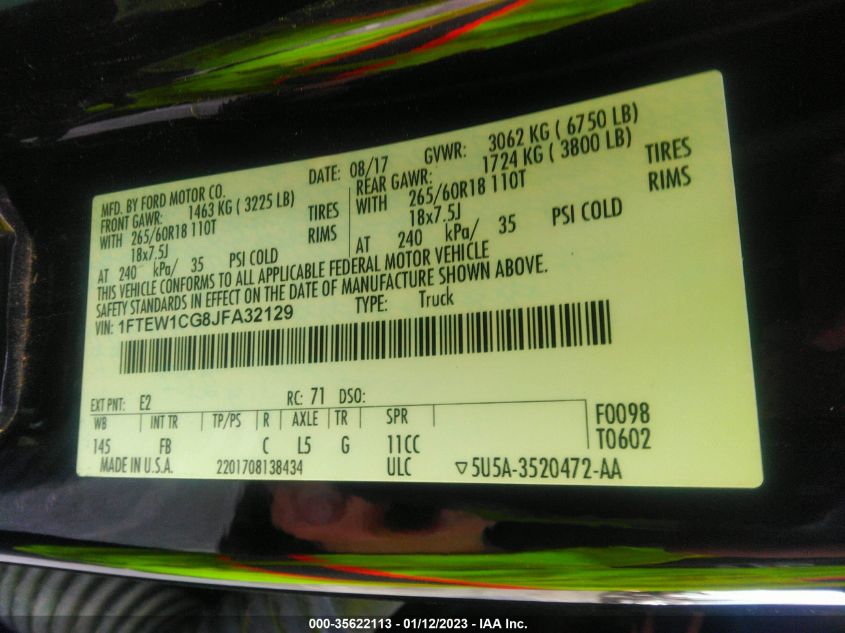 MFD. BY FORD MOTOR CO. DATE: 08/17 GVWR: 3062 KG ( 6750 LB)
FRONT GAWR: 1463 KG ( 3225 LB) REAR GAWR: 1724 KG ( 3800 LB)
WITH 265/60R18 110T TIRES WITH 265/60R18 110T TIRES
18x7.5J RIMS 18x7.5J RIMS
AT 240 kPa/ 35 PSI COLD AT 240 kPa/ 35 PSI COLD
THIS VEHICLE CONFORMS TO ALL APPLICABLE FEDERAL MOTOR VEHICLE
SAFETY STANDARDS IN EFFECT ON THE DATE OF MANUFACTURE SHOWN ABOVE.
VIN: 1FTEW1CG8JFA32129 TYPE: Truck
EXT PNT: E2 RC: 71 DSO:
WB INT TR TP/PS R AXLE TR SPR F0098
145 FB C L5 G 11CC T0602
MADE IN U.S.A. 2201708138434 ULC ▽5U5A-3520472-AA
000-35622113 - 01/12/2023 - IAA Inc.